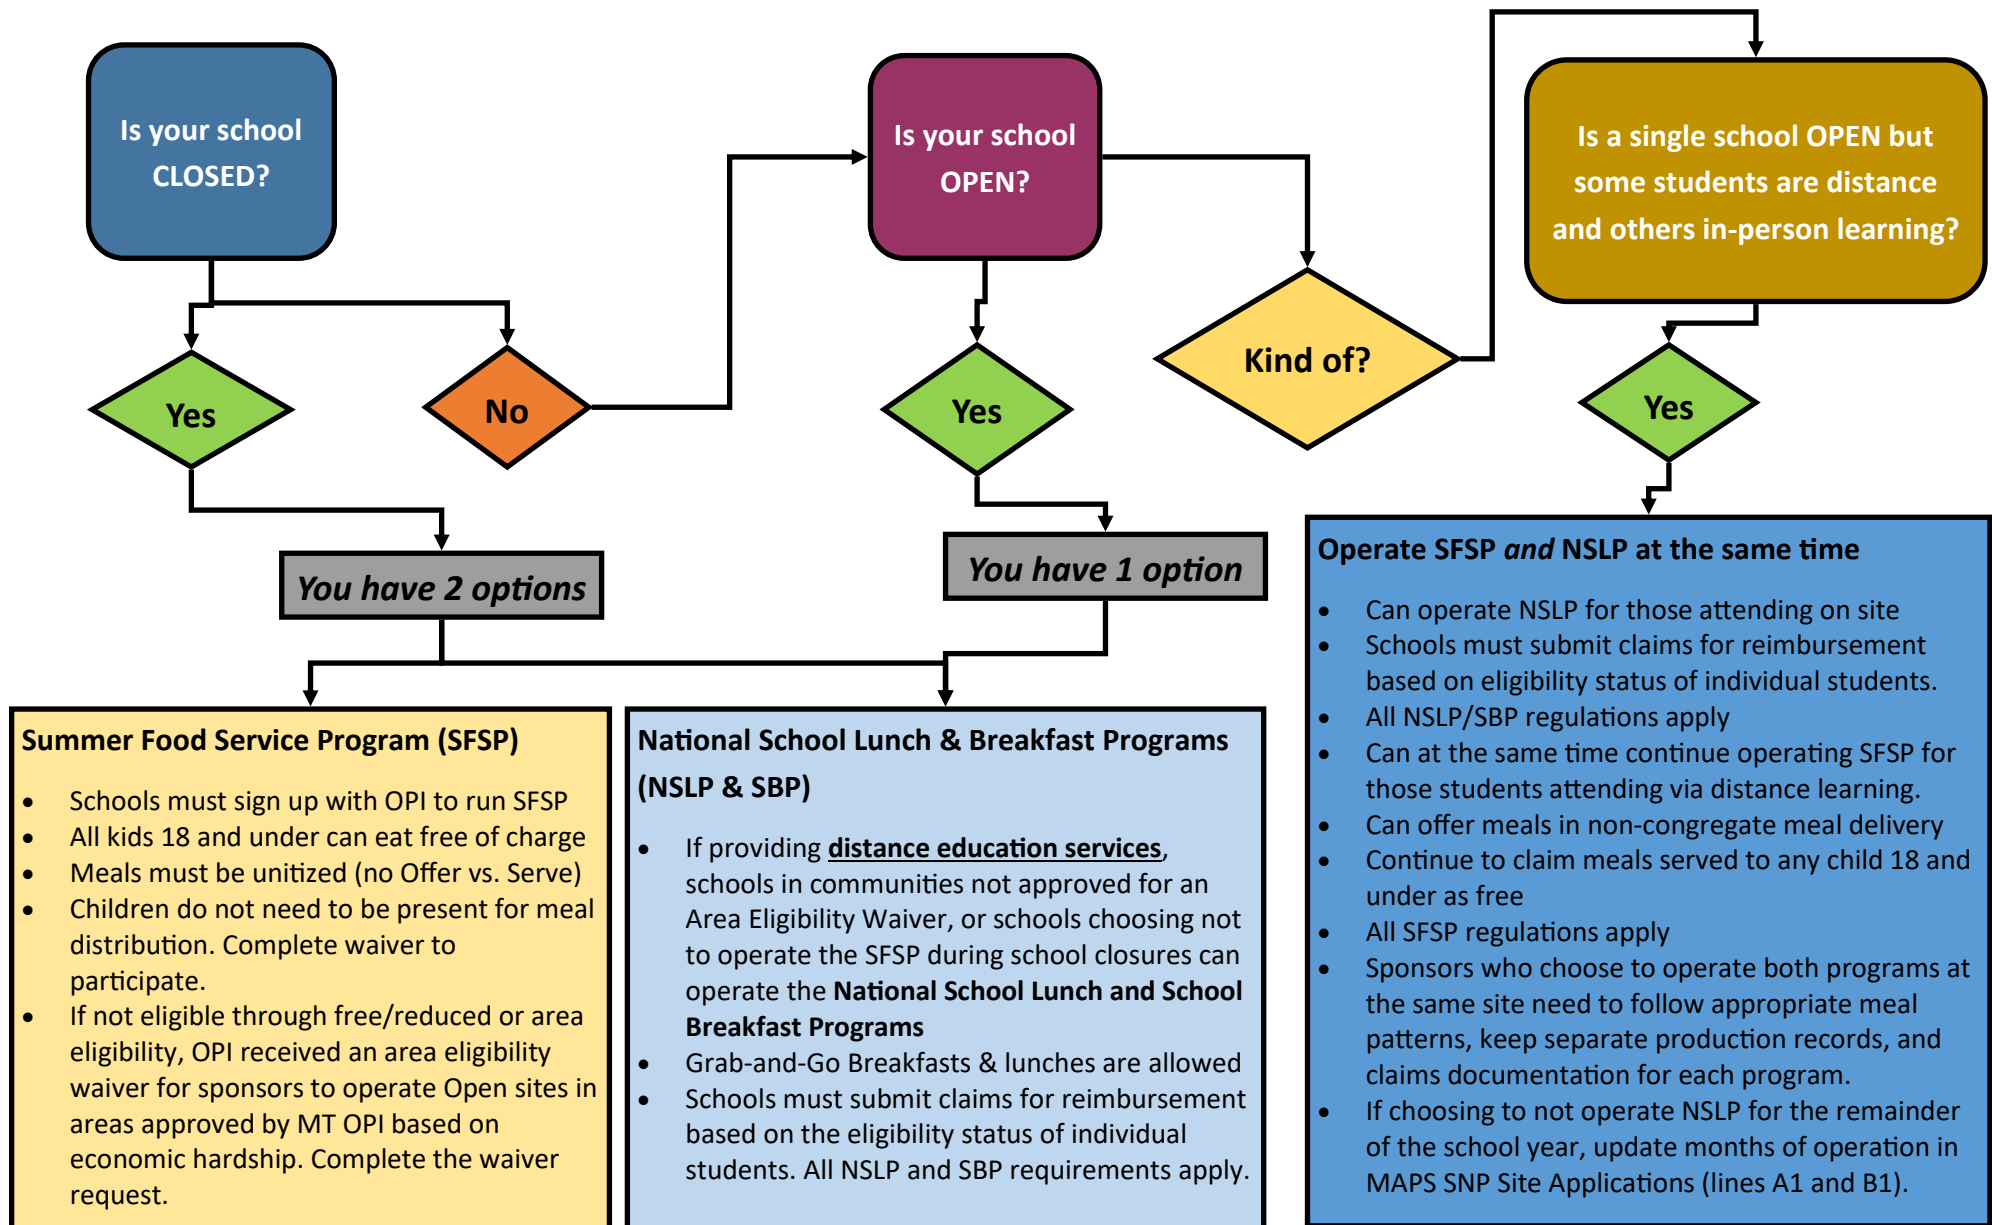 Is your school
CLOSED?
Yes
No
Is your school
OPEN?
Yes
Kind of?
Is a single school OPEN but
some students are distance
and others in-person learning?
Yes
You have 2 options
You have 1 option
Summer Food Service Program (SFSP)
• Schools must sign up with OPI to run SFSP
• All kids 18 and under can eat free of charge
• Meals must be unitized (no Offer vs. Serve)
• Children do not need to be present for meal
distribution. Complete waiver to
participate.
• If not eligible through free/reduced or area
eligibility, OPI received an area eligibility
waiver for sponsors to operate Open sites in
areas approved by MT OPI based on
economic hardship. Complete the waiver
request.
National School Lunch & Breakfast Programs
(NSLP & SBP)
• If providing distance education services,
schools in communities not approved for an
Area Eligibility Waiver, or schools choosing not
to operate the SFSP during school closures can
operate the National School Lunch and School
Breakfast Programs
• Grab-and-Go Breakfasts & lunches are allowed
• Schools must submit claims for reimbursement
based on the eligibility status of individual
students. All NSLP and SBP requirements apply.
Operate SFSP and NSLP at the same time
• Can operate NSLP for those attending on site
• Schools must submit claims for reimbursement
based on eligibility status of individual students.
• All NSLP/SBP regulations apply
• Can at the same time continue operating SFSP for
those students attending via distance learning.
• Can offer meals in non-congregate meal delivery
• Continue to claim meals served to any child 18 and
under as free
• All SFSP regulations apply
• Sponsors who choose to operate both programs at
the same site need to follow appropriate meal
patterns, keep separate production records, and
claims documentation for each program.
• If choosing to not operate NSLP for the remainder
of the school year, update months of operation in
MAPS SNP Site Applications (lines A1 and B1).